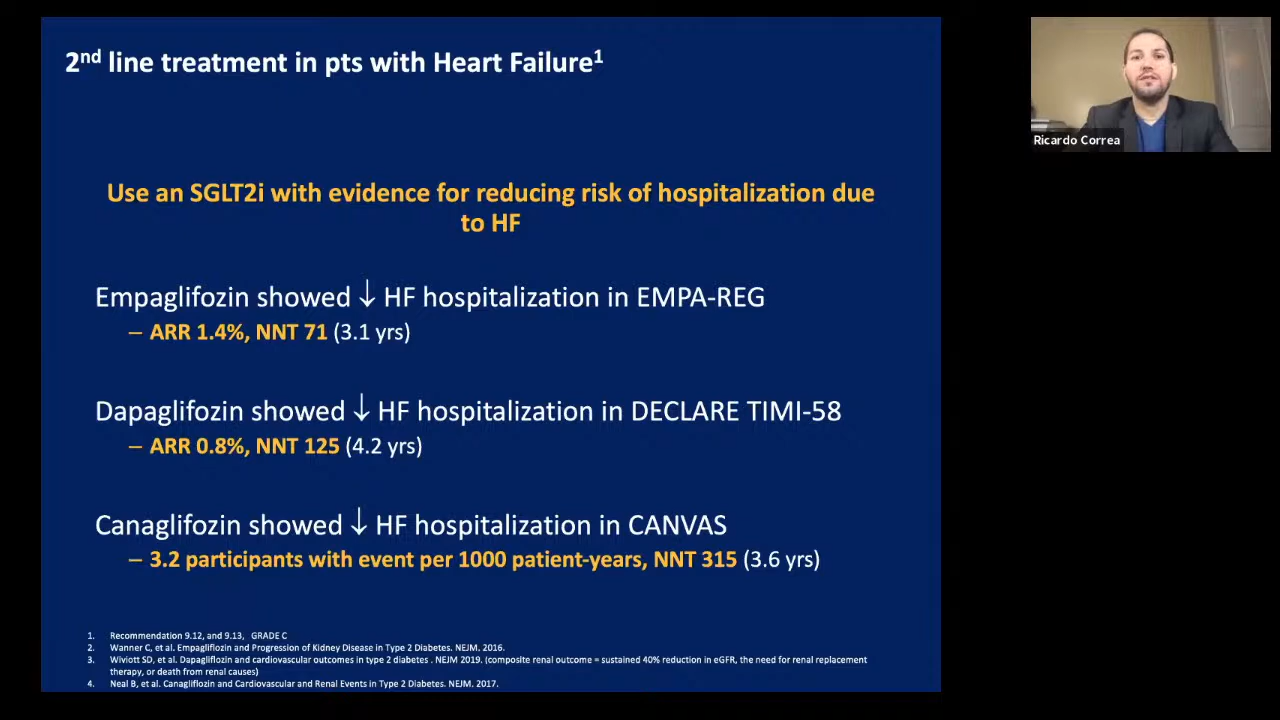 2nd line treatment in pts with Heart Failure1
Use an SGLT2i with evidence for reducing risk of hospitalization due
to HF
Empaglifozin showed ↓ HF hospitalization in EMPA-REG
– ARR 1.4%, NNT 71 (3.1 yrs)
Dapaglifozin showed ↓ HF hospitalization in DECLARE TIMI-58
– ARR 0.8%, NNT 125 (4.2 yrs)
Canaglifozin showed ↓ HF hospitalization in CANVAS
– 3.2 participants with event per 1000 patient-years, NNT 315 (3.6 yrs)
1. Recommendation 9.12, and 9.13, GRADE C
2. Wanner C, et al. Empagliflozin and Progression of Kidney Disease in Type 2 Diabetes. NEJM. 2016.
3. Wiviott SD, et al. Dapagliflozin and cardiovascular outcomes in type 2 diabetes . NEJM 2019. (composite renal outcome = sustained 40% reduction in eGFR, the need for renal replacement
therapy, or death from renal causes)
4. Neal B, et al. Canagliflozin and Cardiovascular and Renal Events in Type 2 Diabetes. NEJM. 2017.
Ricardo Correa